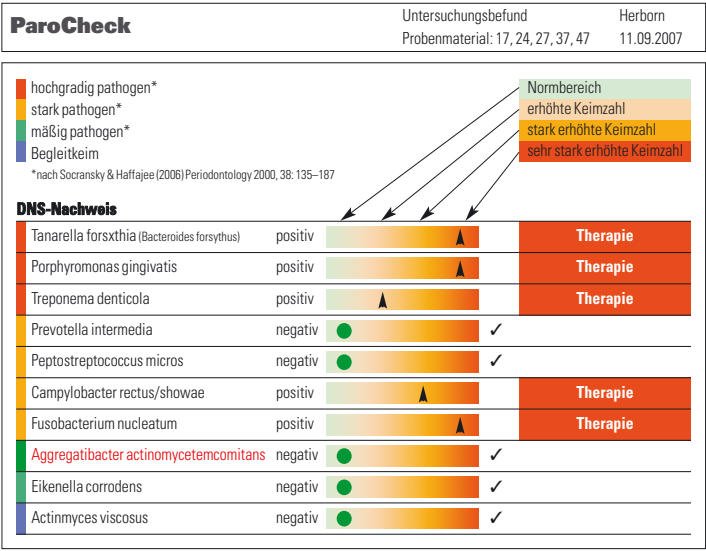 ParoCheck
Untersuchungsbefund Herborn
Probenmaterial: 17, 24, 27, 37, 47 11.09.2007
hochgradig pathogen*
stark pathogen*
mäßig pathogen*
Begleitkeim
*nach Socransky & Haffajee (2006) Periodontology 2000, 38: 135–187
Normbereich
erhöhte Keimzahl
stark erhöhte Keimzahl
sehr stark erhöhte Keimzahl
DNS-Nachweis
Tanarella forsxthia (Bacteroides forsythus) positiv Therapie
Porphyromonas gingivatis positiv Therapie
Treponema denticola positiv Therapie
Prevotella intermedia negativ ✓
Peptostreptococcus micros negativ ✓
Campylobacter rectus/showae positiv Therapie
Fusobacterium nucleatum positiv Therapie
Aggregatibacter actinomycetemcomitans negativ ✓
Eikenella corrodens negativ ✓
Actinmyces viscosus negativ ✓